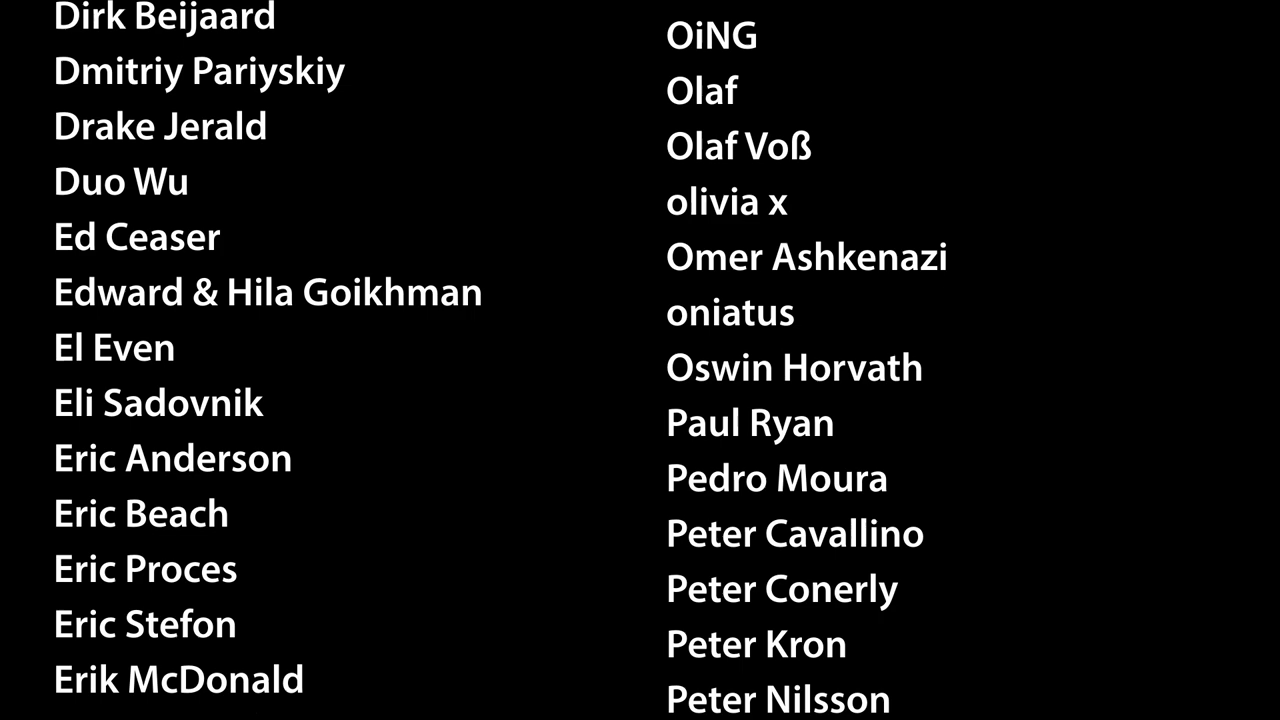 Dirk Beijaard
Dmitriy Pariyskiy
Drake Jerald
Duo Wu
Ed Ceaser
Edward & Hila Goikhman
El Even
Eli Sadovnik
Eric Anderson
Eric Beach
Eric Proces
Eric Stefon
Erik McDonald
OiNG
Olaf
Olaf Voß
olivia x
Omer Ashkenazi
oniatus
Oswin Horvath
Paul Ryan
Pedro Moura
Peter Cavallino
Peter Conerly
Peter Kron
Peter Nilsson